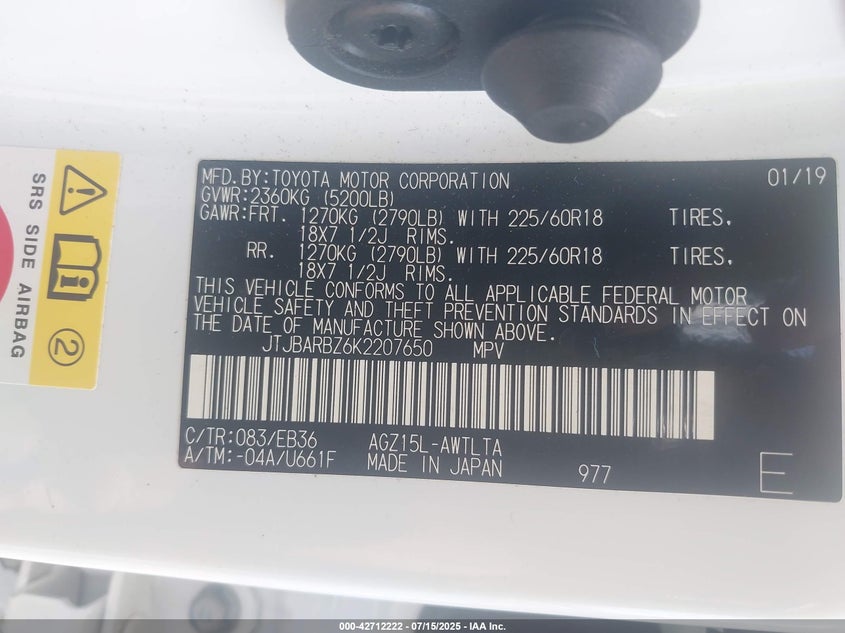 SRS SIDE AIRBAG
2
MFD.BY:TOYOTA MOTOR CORPORATION 01/19
GVWR:2360KG (5200LB)
GAWR:FRT. 1270KG (2790LB) WITH 225/60R18 TIRES.
18X7 1/2J RIMS.
RR. 1270KG (2790LB) WITH 225/60R18 TIRES.
18X7 1/2J RIMS.
THIS VEHICLE CONFORMS TO ALL APPLICABLE FEDERAL MOTOR
VEHICLE SAFETY AND THEFT PREVENTION STANDARDS IN EFFECT ON
THE DATE OF MANUFACTURE SHOWN ABOVE.
JTJBARBZ6K2207650 MPV
C/TR:083/EB36 AGZ15L-AWTLTA
A/TM:-04A/U661F MADE IN JAPAN 977 E
000-42712222 - 07/15/2025 - IAA Inc.